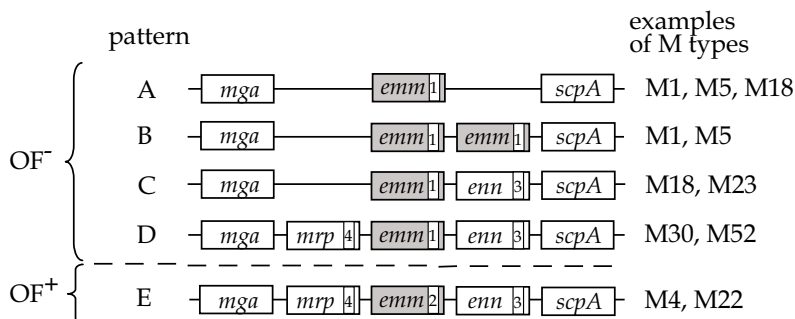 pattern
examples
of M types
A mga emm 1 scpA M1, M5, M18
B mga emm 1 emm 1 scpA M1, M5
OF-
C mga emm 1 enn 3 scpA M18, M23
D mga mrp 4 emm 1 enn 3 scpA M30, M52
OF+
E mga mrp 4 emm 2 enn 3 scpA M4, M22